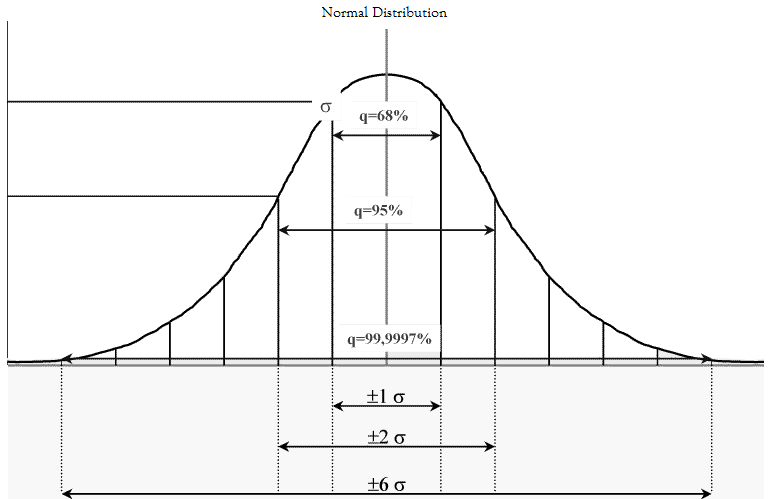 Normal Distribution
σ
q=68%
q=95%
q=99,9997%
±1 σ
±2 σ
±6 σ